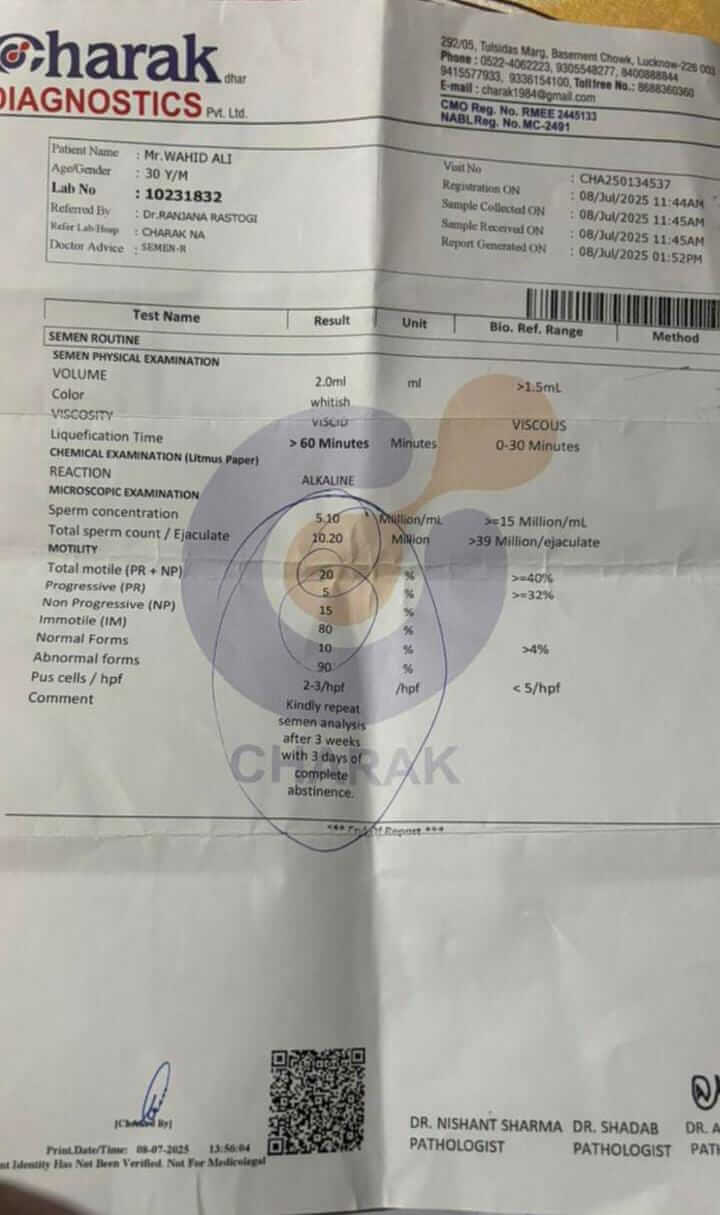 Charak dhar
DIAGNOSTICS Pvt. Ltd.
292/05, Tulsidas Marg, Basement Chowk, Lucknow-226 003
Phone : 0522-4062223, 9305548277, 8400888844
9415577933, 9336154100, Tollfree No.: 8688360360
E-mail : charak1984@gmail.com
CMO Reg. No. RMEE 2445133
NABL Reg. No. MC-2491
Patient Name : Mr.WAHID ALI
Age/Gender : 30 Y/M
Lab No : 10231832
Referred By : Dr.RANJANA RASTOGI
Refer Lab/Hosp : CHARAK NA
Doctor Advice : SEMEN-R
Visit No : CHA250134537
Registration ON : 08/Jul/2025 11:44AM
Sample Collected ON : 08/Jul/2025 11:45AM
Sample Received ON : 08/Jul/2025 11:45AM
Report Generated ON : 08/Jul/2025 01:52PM
Test Name Result Unit Bio. Ref. Range Method
SEMEN ROUTINE
SEMEN PHYSICAL EXAMINATION
VOLUME 2.0ml ml >1.5mL
Color whitish
VISCOSITY VISCID VISCOUS
Liquefication Time > 60 Minutes Minutes 0-30 Minutes
CHEMICAL EXAMINATION (Litmus Paper)
REACTION ALKALINE
MICROSCOPIC EXAMINATION
Sperm concentration 5.10 Million/mL >=15 Million/mL
Total sperm count / Ejaculate 10.20 Million >39 Million/ejaculate
MOTILITY
Total motile (PR + NP) 20 % >=40%
Progressive (PR) 5 % >=32%
Non Progressive (NP) 15 %
Immotile (IM) 80 %
Normal Forms 10 % >4%
Abnormal forms 90 %
Pus cells / hpf 2-3/hpf /hpf < 5/hpf
Comment Kindly repeat
semen analysis
after 3 weeks
with 3 days of
complete
abstinence.
CHARAK
*** End Of Report ***
[Checked By]
DR. NISHANT SHARMA DR. SHADAB DR. A
PATHOLOGIST PATHOLOGIST PATH
Print.Date/Time: 08-07-2025 13:56:04
nt Identity Has Not Been Verified. Not For Medicolegal